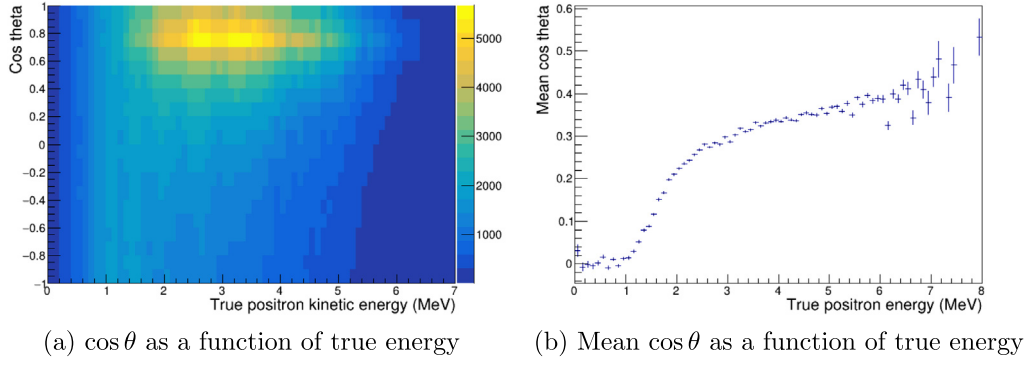 Cos theta
1
0.8
0.6
0.4
0.2
0
−0.2
−0.4
−0.6
−0.8
−1
0 1 2 3 4 5 6 7
True positron kinetic energy (MeV)
5000
4000
3000
2000
1000
Mean cos theta
0.6
0.5
0.4
0.3
0.2
0.1
0
0 1 2 3 4 5 6 7 8
True positron energy (MeV)
(a) cos θ as a function of true energy
(b) Mean cos θ as a function of true energy